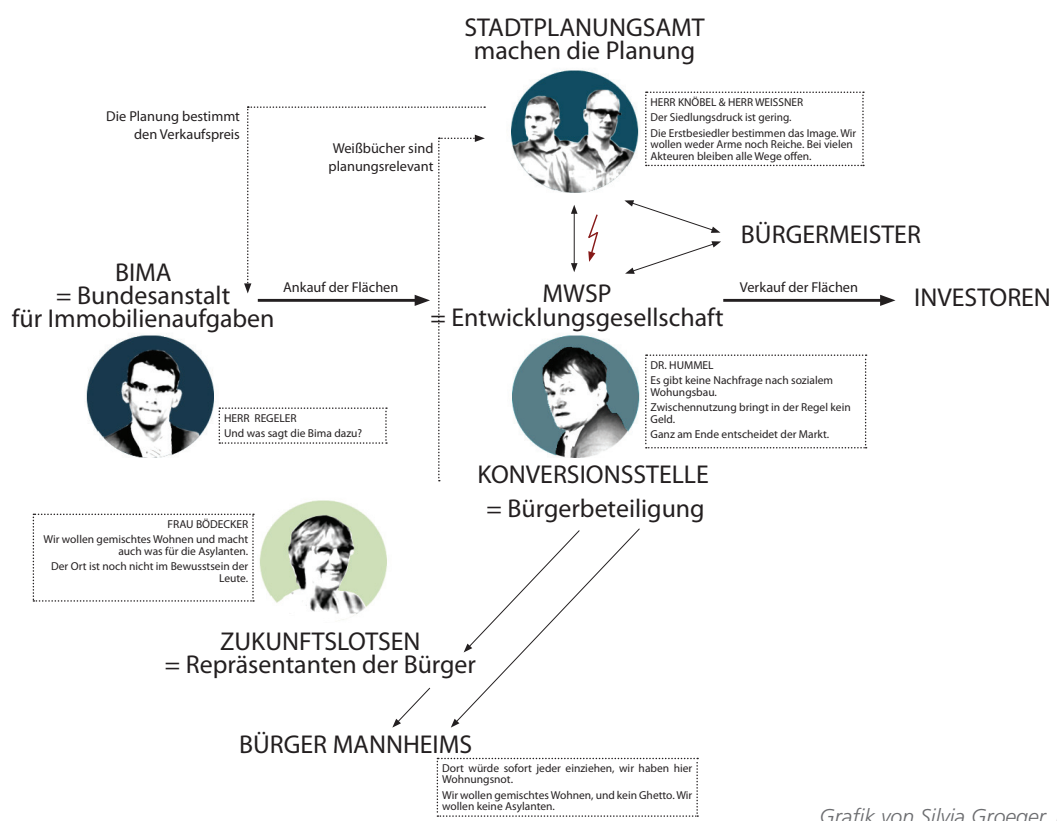 STADTPLANUNGSAMT
machen die Planung
HERR KNÖBEL & HERR WEISSNER
Der Siedlungsdruck ist gering.
Die Erstbesiedler bestimmen das Image. Wir
wollen weder Arme noch Reiche. Bei vielen
Akteuren bleiben alle Wege offen.
Die Planung bestimmt
den Verkaufspreis
Weißbücher sind
planungsrelevant
BÜRGERMEISTER
BIMA
= Bundesanstalt
für Immobilienaufgaben
Ankauf der Flächen
MWSP
= Entwicklungsgesellschaft
Verkauf der Flächen
INVESTOREN
HERR REGELER
Und was sagt die Bima dazu?
DR. HUMMEL
Es gibt keine Nachfrage nach sozialem
Wohungsbau.
Zwischennutzung bringt in der Regel kein
Geld.
Ganz am Ende entscheidet der Markt.
KONVERSIONSSTELLE
= Bürgerbeteiligung
FRAU BÖDECKER
Wir wollen gemischtes Wohnen und macht
auch was für die Asylanten.
Der Ort ist noch nicht im Bewusstsein der
Leute.
ZUKUNFTSLOTSEN
= Repräsentanten der Bürger
BÜRGER MANNHEIMS
Dort würde sofort jeder einziehen, wir haben hier
Wohnungsnot.
Wir wollen gemischtes Wohnen, und kein Ghetto. Wir
wollen keine Asylanten.
Grafik von Silvia Groeger